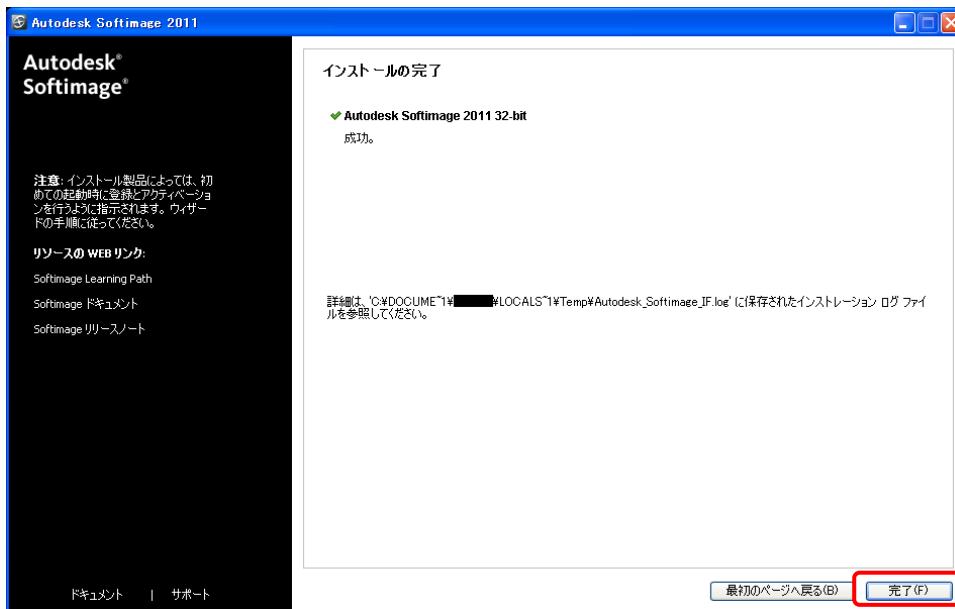 Autodesk Softimage 2011
Autodesk®
Softimage®
インストールの完了
Autodesk Softimage 2011 32-bit
成功。
注意: インストール製品によっては、初
めての起動時に登録とアクティベーショ
ンを行うように指示されます。ウィザー
ドの手順に従ってください。
リソースの WEB リンク:
Softimage Learning Path
Softimage ドキュメント
Softimage リリースノート
詳細は、'C:¥DOCUME~1¥ ¥LOCALS~1¥Temp¥Autodesk_Softimage_IF.log' に保存されたインストレーション ログ ファイ
ルを参照してください。
ドキュメント | サポート
最初のページへ戻る(B)
完了(F)